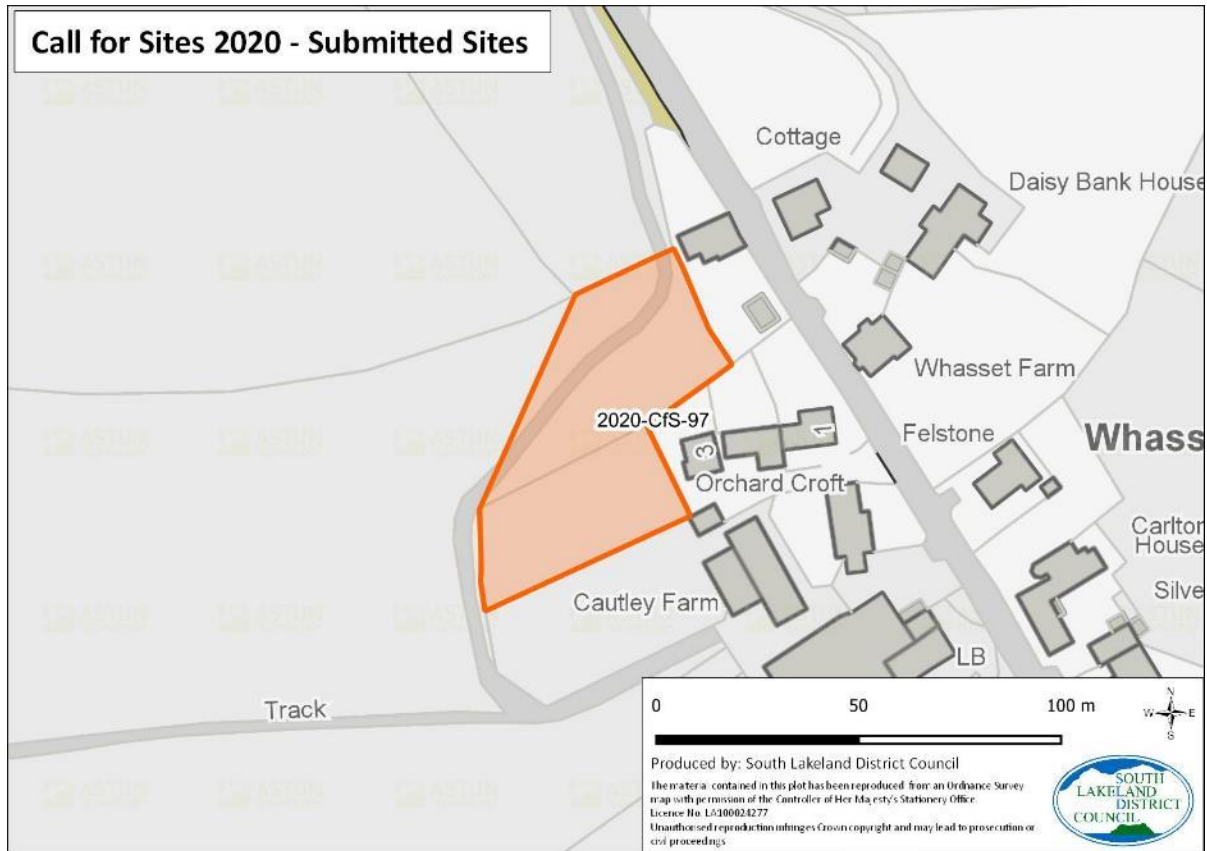 Call for Sites 2020 - Submitted Sites
Cottage
Daisy Bank House
Whasset Farm
2020-CfS-97
Felstone
Whass
3
1
Orchard Croft
Carlton
House
Silve
Cautley Farm
LB
Track
0 50 100 m
N
W E
S
Produced by: South Lakeland District Council
The material contained in this plot has been reproduced from an Ordnance Survey
map with permission of the Controller of Her Majesty's Stationery Office.
Licence No. LA100024277
Unauthorised reproduction infringes Crown copyright and may lead to prosecution or
civil proceedings
SOUTH
LAKELAND
DISTRICT
COUNCIL